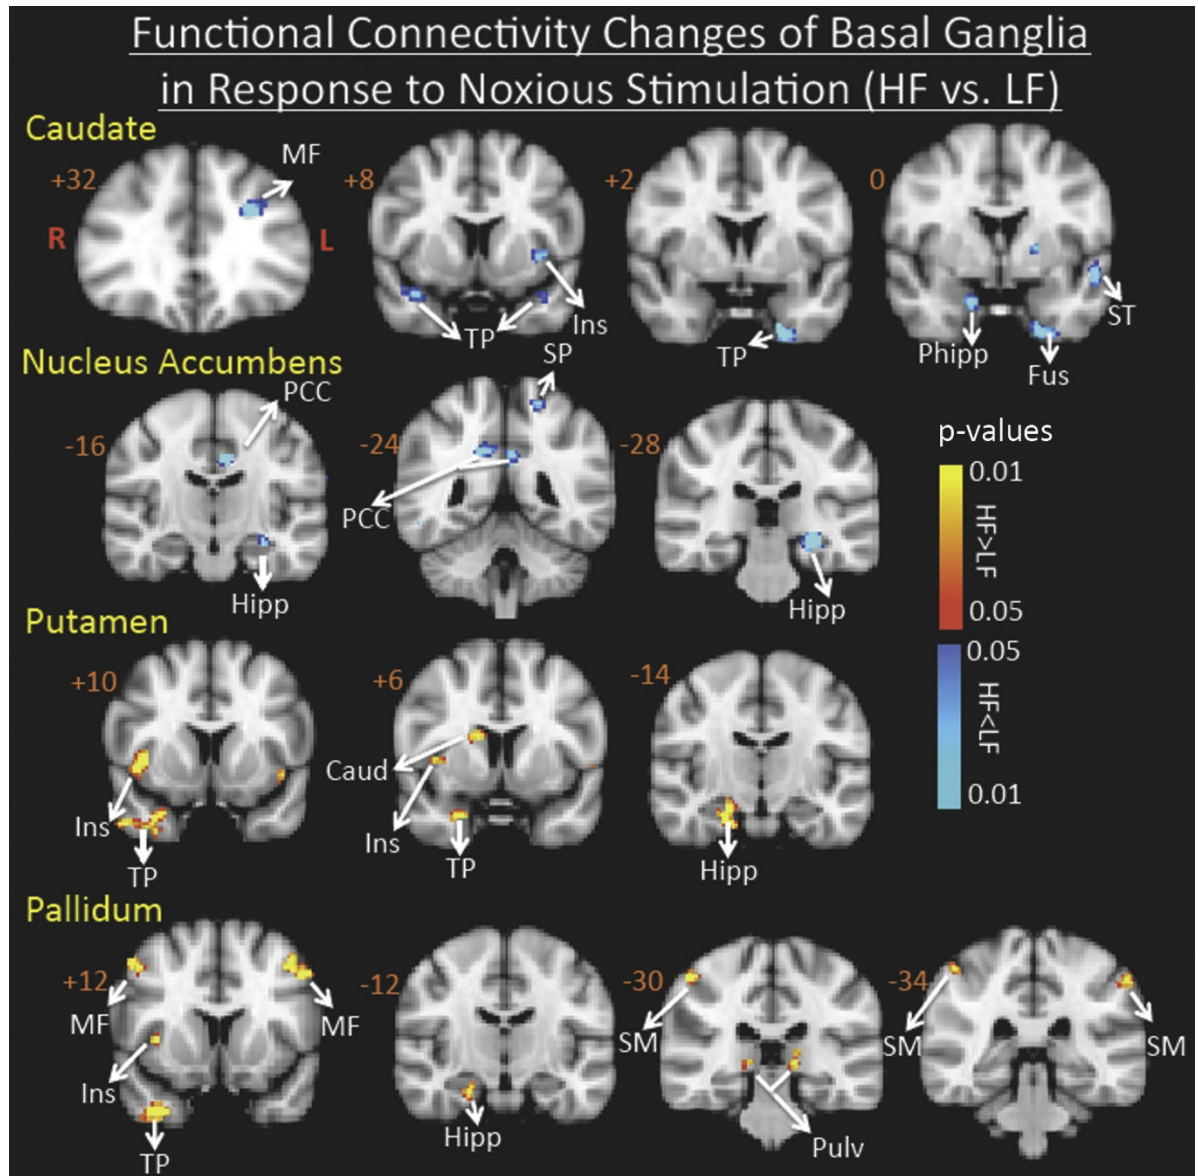 Functional Connectivity Changes of Basal Ganglia
in Response to Noxious Stimulation (HF vs. LF)
Caudate
+32
MF
R
L
+8
TP
Ins
+2
TP
0
Phipp
Fus
ST
Nucleus Accumbens
-16
PCC
Hipp
-24
SP
PCC
-28
Hipp
p-values
0.01
HF>LF
0.05
0.05
HF<LF
0.01
Putamen
+10
Ins
TP
+6
Caud
Ins
TP
-14
Hipp
Pallidum
+12
MF
MF
Ins
TP
-12
Hipp
-30
SM
Pulv
-34
SM
SM